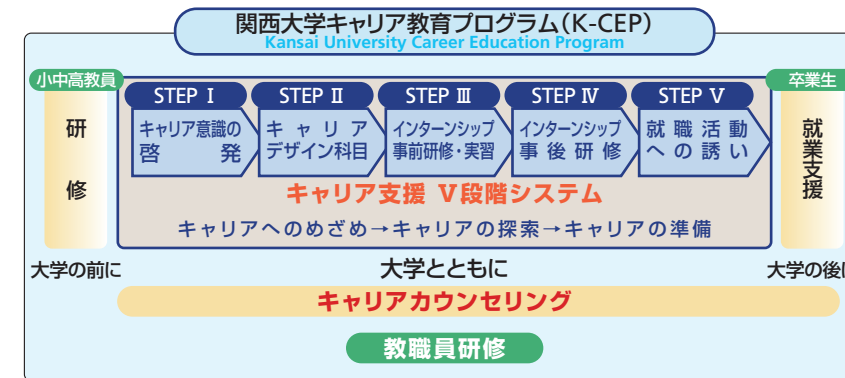 関西大学キャリア教育プログラム(K-CEP)
Kansai University Career Education Program
小中高教員
研修
STEP Ⅰ
キャリア意識の
啓発
STEP Ⅱ
キャリア
デザイン科目
STEP Ⅲ
インターンシップ
事前研修・実習
STEP Ⅳ
インターンシップ
事後研修
STEP Ⅴ
就職活動
への誘い
卒業生
就業支援
キャリア支援 Ⅴ段階システム
キャリアへのめざめ→キャリアの探索→キャリアの準備
大学の前に
大学とともに
大学の後に
キャリアカウンセリング
教職員研修